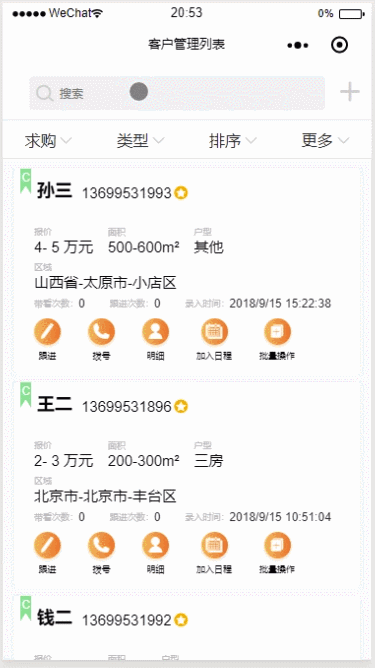 WeChat 20:53 0%
客户管理列表
搜索
求购 类型 排序 更多
C 孙三 13699531993
报价 面积 户型
4- 5 万元 500-600m² 其他
区域
山西省-太原市-小店区
带看次数：0 跟进次数：0 录入时间：2018/9/15 15:22:38
跟进 拨号 明细 加入日程 批量操作
C 王二 13699531896
报价 面积 户型
2- 3 万元 200-300m² 三房
区域
北京市-北京市-丰台区
带看次数：0 跟进次数：0 录入时间：2018/9/15 10:51:04
跟进 拨号 明细 加入日程 批量操作
C 钱二 13699531992
报价 面积 户型